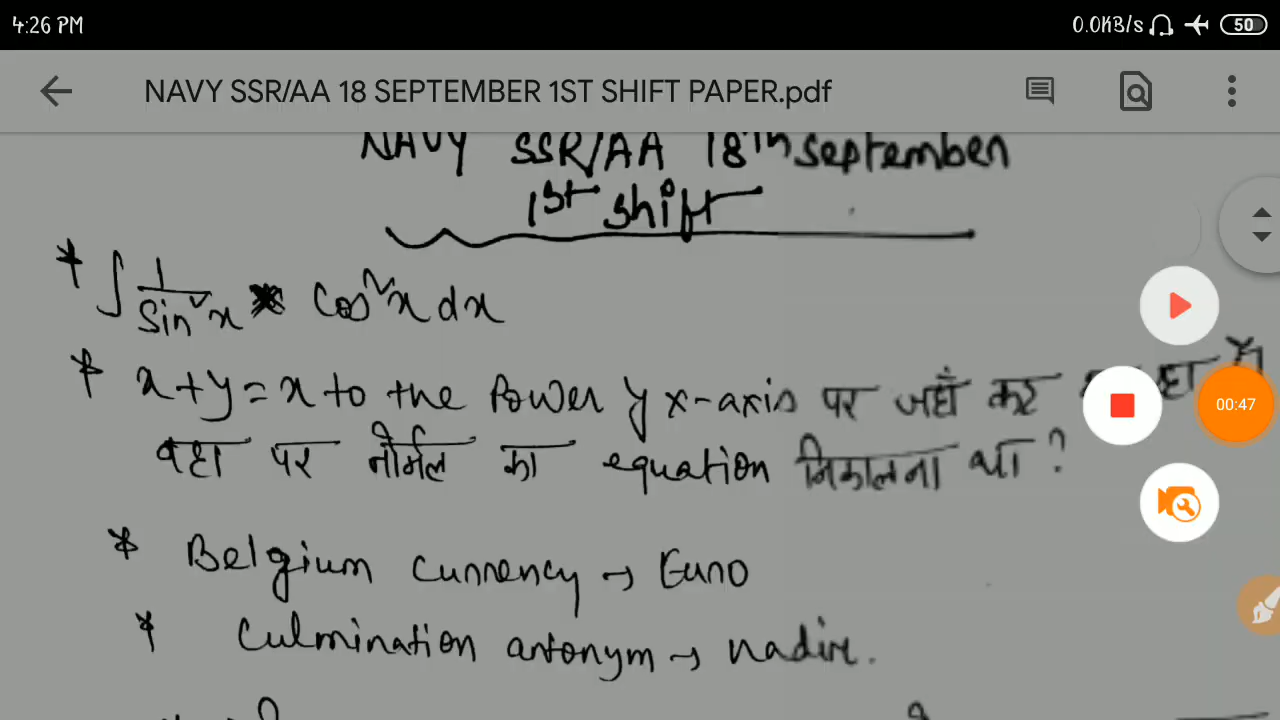 4:26 PM
0.0KB/s
50
NAVY SSR/AA 18 SEPTEMBER 1ST SHIFT PAPER.pdf
NAVY SSR/AA 18th September
1st Shift
* ∫ 1/Sin²x cos²x dx
* x+y = x to the Power y x-axis पर जहाँ कट रहा है
वहा पर नॉर्मल का equation निकालना था?
* Belgium currency → Euro
* Culmination antonym → nadir.
00:47